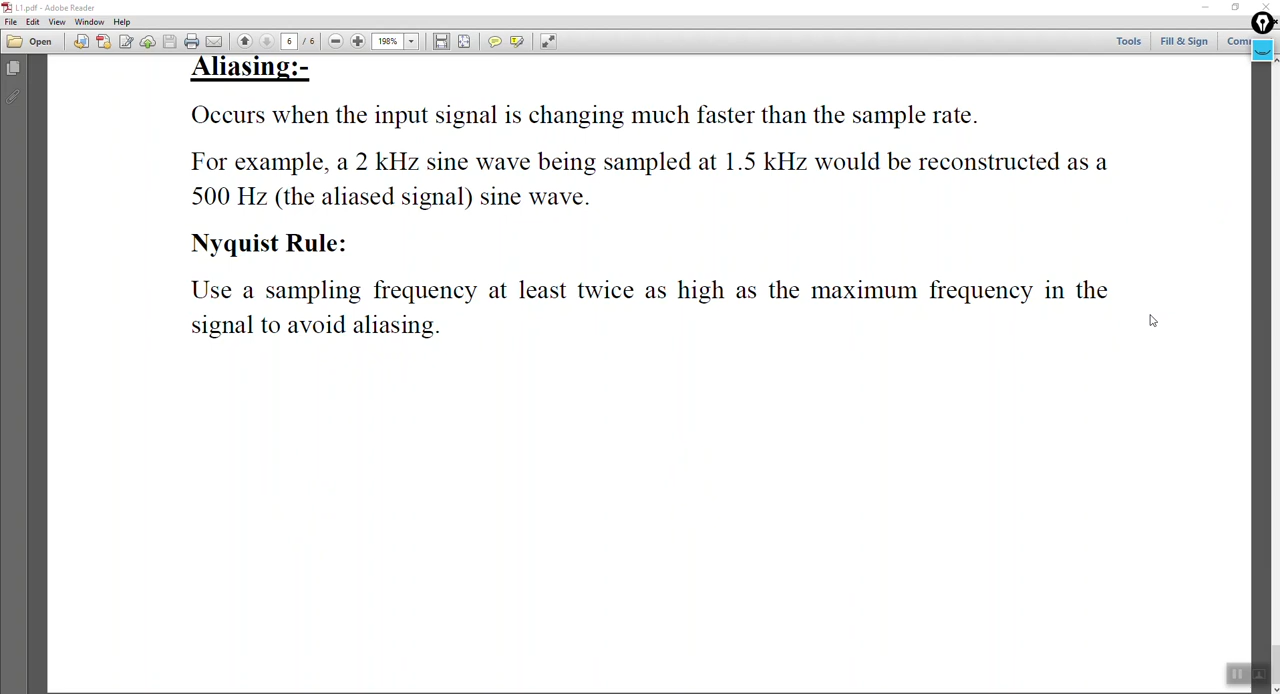 L1.pdf - Adobe Reader
File Edit View Window Help
Open 6 / 6 198% Tools Fill & Sign
Aliasing:-
Occurs when the input signal is changing much faster than the sample rate.
For example, a 2 kHz sine wave being sampled at 1.5 kHz would be reconstructed as a
500 Hz (the aliased signal) sine wave.
Nyquist Rule:
Use a sampling frequency at least twice as high as the maximum frequency in the
signal to avoid aliasing.